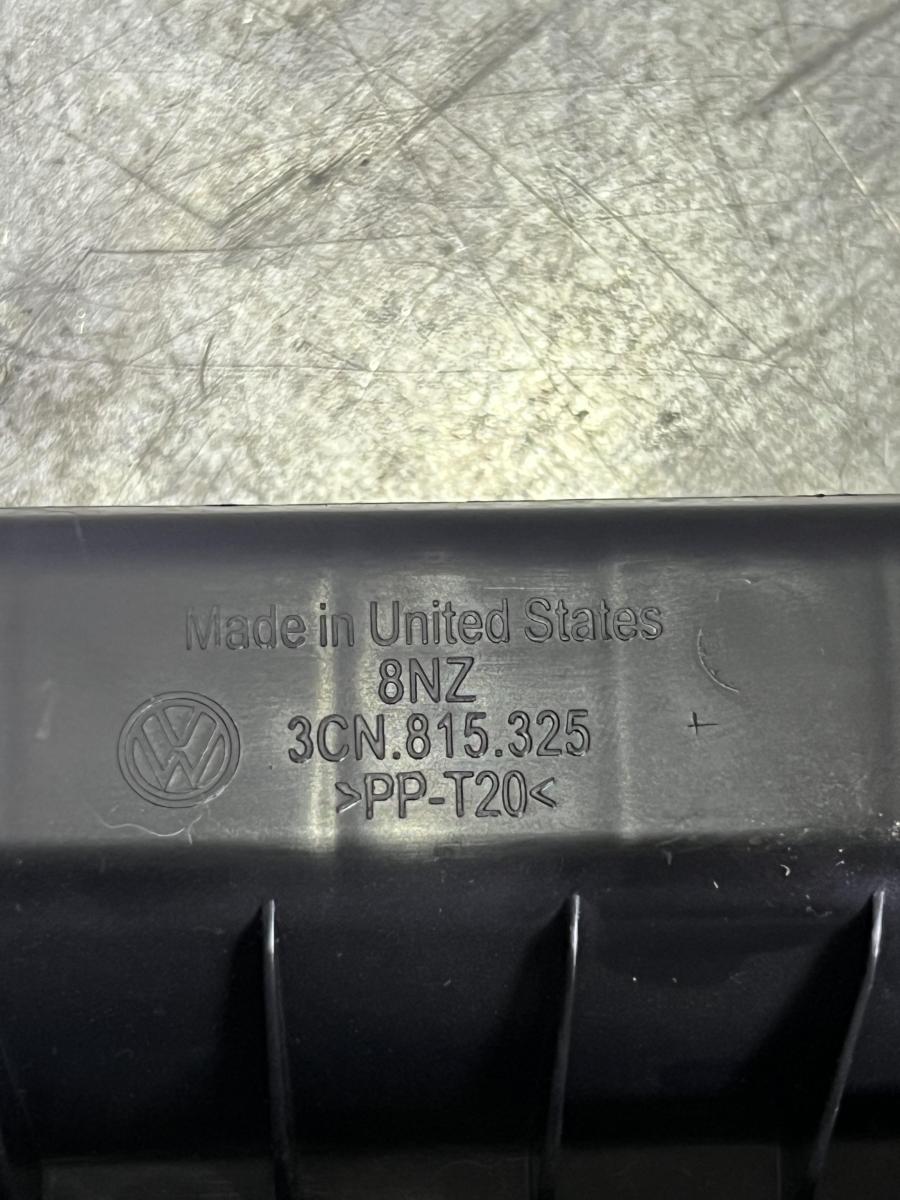 Made in United States
8NZ
3CN.815.325
>PP-T20<